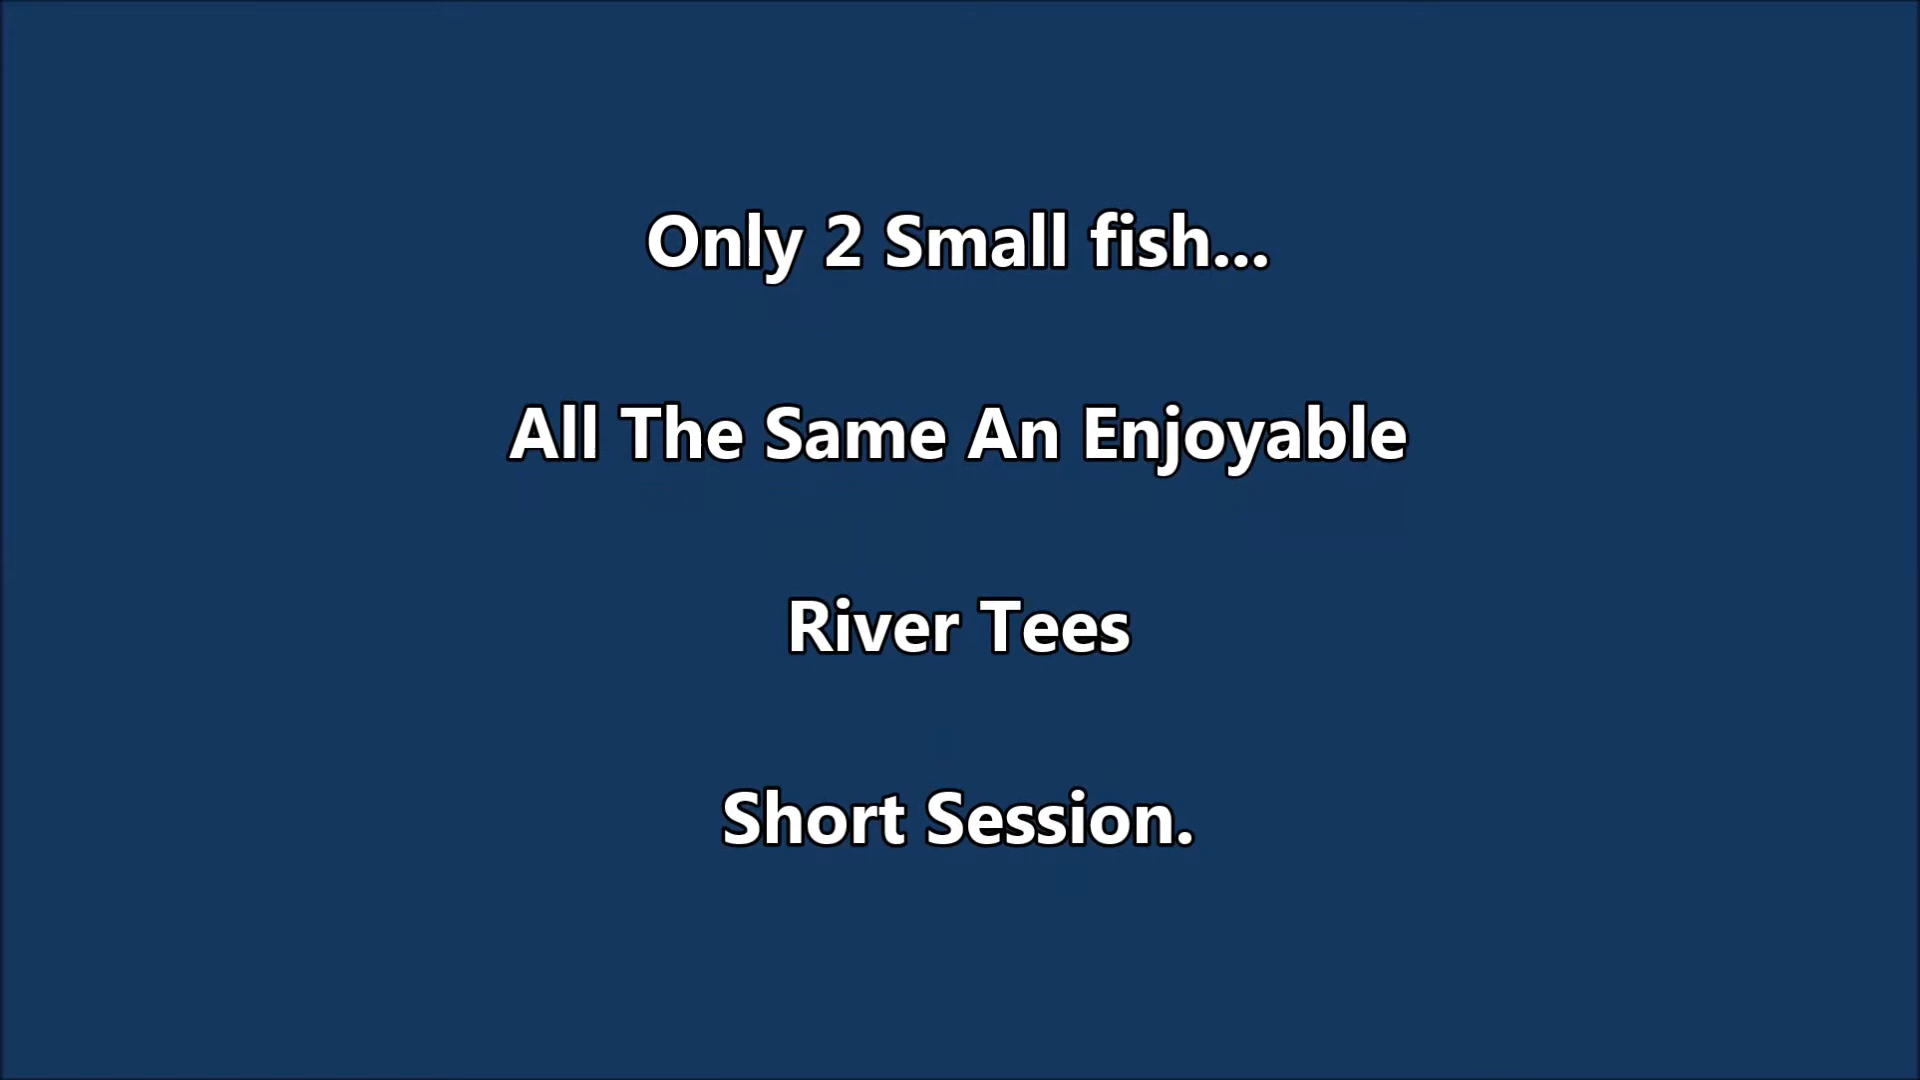 Only 2 Small fish...
All The Same An Enjoyable
River Tees
Short Session.